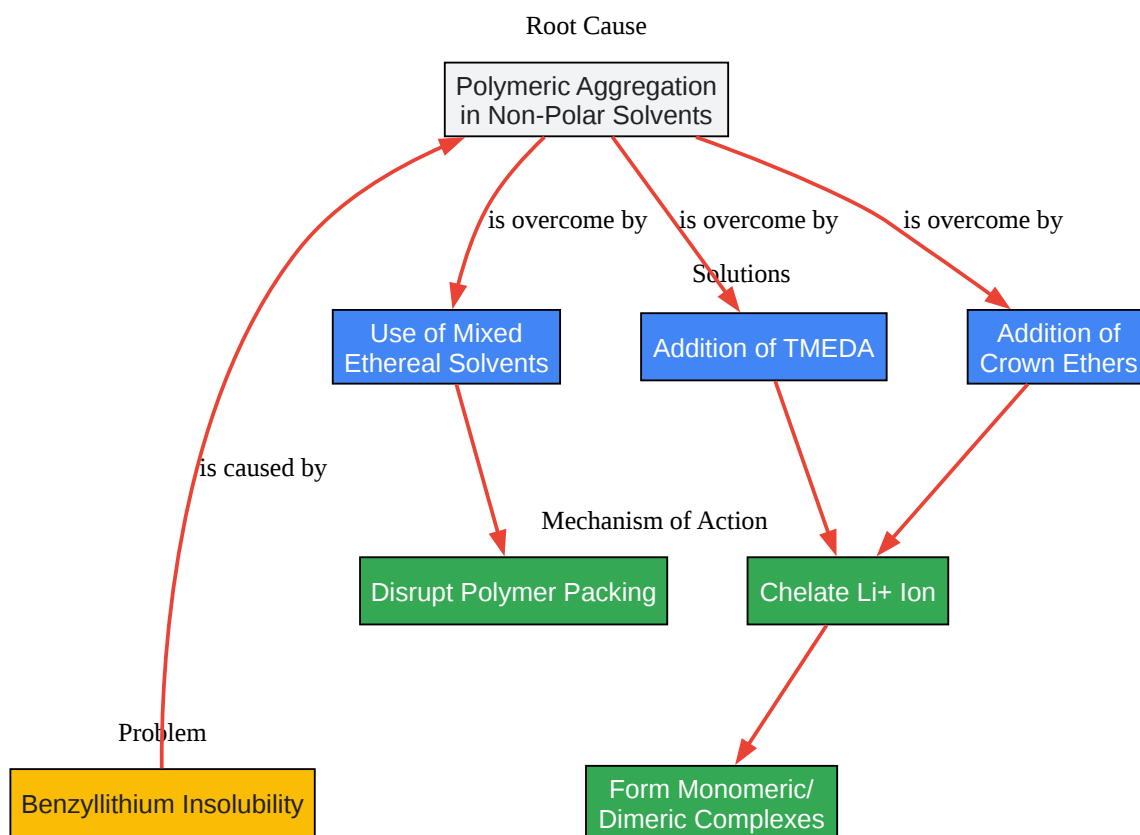 Root Cause
Polymeric Aggregation
in Non-Polar Solvents
is overcome by
is overcome by
is overcome by
Solutions
Use of Mixed
Ethereal Solvents
Addition of TMEDA
Addition of
Crown Ethers
is caused by
Mechanism of Action
Disrupt Polymer Packing
Chelate Li+ Ion
Problem
Benzyllithium Insolubility
Form Monomeric/
Dimeric Complexes